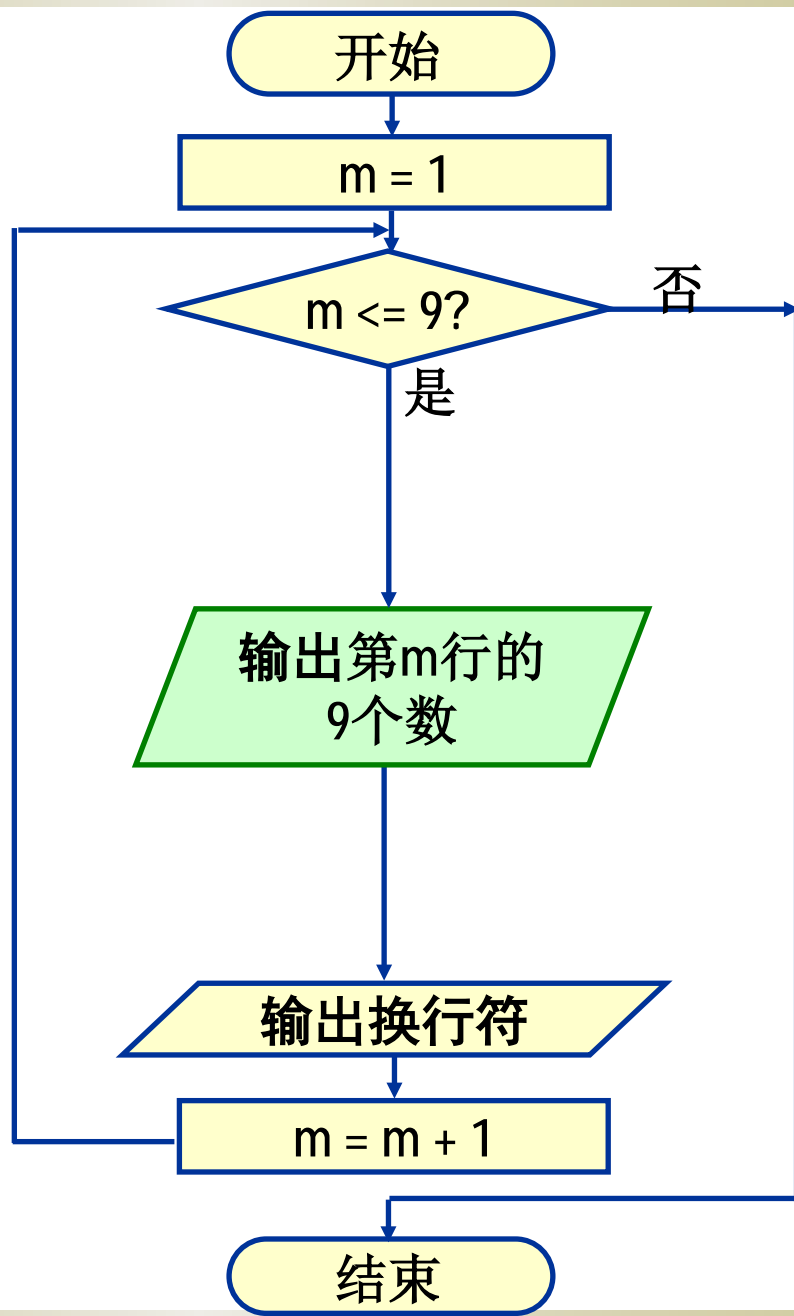 开始
m = 1
m <= 9?
否
是
输出第m行的
9个数
输出换行符
m = m + 1
结束